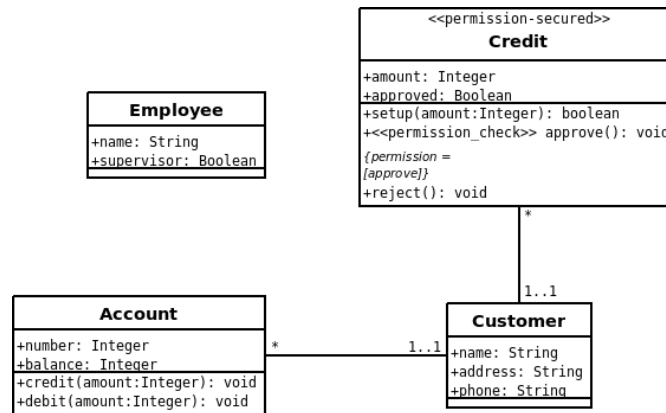 <<permission-secured>>
Credit
+amount: Integer
+approved: Boolean
+setup(amount:Integer): boolean
+<<permission_check>> approve(): void
{permission =
[approve]}
+reject(): void
Employee
+name: String
+supervisor: Boolean
*
1..1
Account
+number: Integer
+balance: Integer
+credit(amount:Integer): void
+debit(amount:Integer): void
*
1..1
Customer
+name: String
+address: String
+phone: String